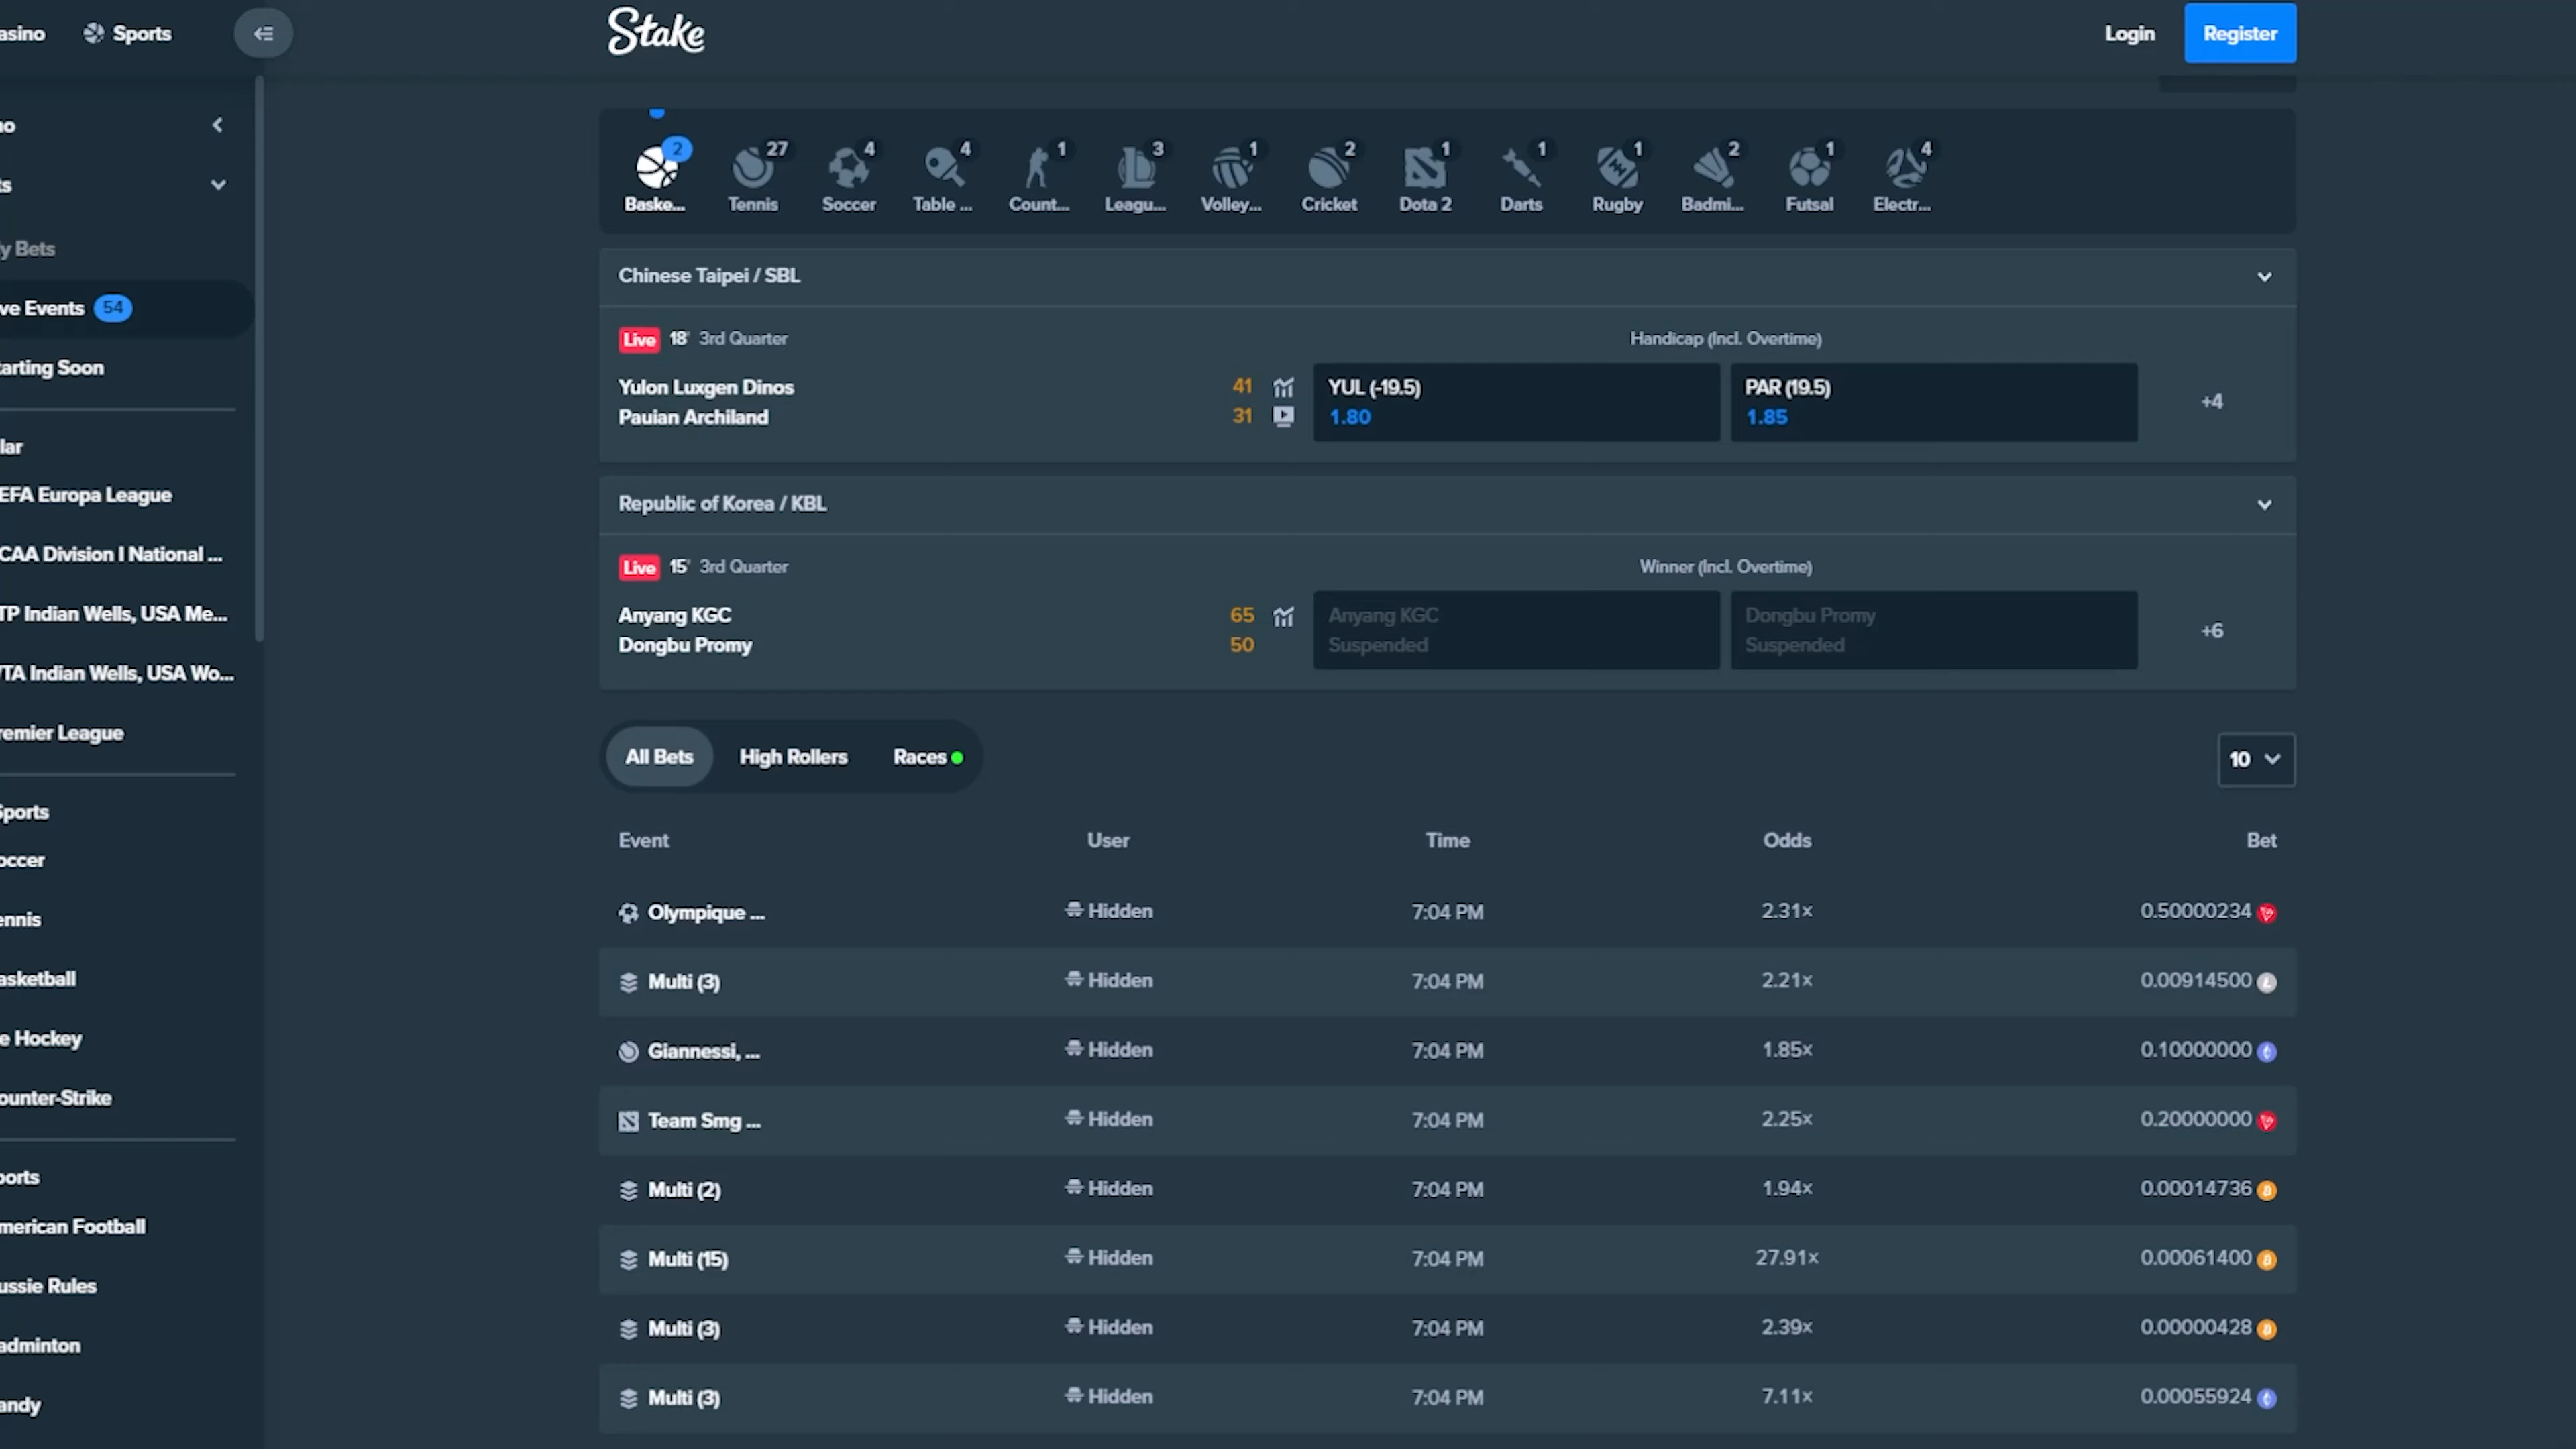 asino
Sports
Stake
Login
Register
no
ts
y Bets
ve Events 54
tarting Soon
lar
EFA Europa League
CAA Division I National ...
TP Indian Wells, USA Me...
TA Indian Wells, USA Wo...
remier League
Sports
occer
ennis
asketball
e Hockey
ounter-Strike
ports
merican Football
ussie Rules
adminton
andy
2 27 4 4 1 3 1 2 1 1 1 2 1 4
Baske... Tennis Soccer Table ... Count... Leagu... Volley... Cricket Dota 2 Darts Rugby Badmi... Futsal Electr...
Chinese Taipei / SBL
Live 18' 3rd Quarter Handicap (Incl. Overtime)
Yulon Luxgen Dinos 41 YUL (-19.5) PAR (19.5)
Pauian Archiland 31 1.80 1.85
+4
Republic of Korea / KBL
Live 15' 3rd Quarter Winner (Incl. Overtime)
Anyang KGC 65 Anyang KGC Dongbu Promy
Dongbu Promy 50 Suspended Suspended
+6
All Bets High Rollers Races 10
Event User Time Odds Bet
Olympique ... Hidden 7:04 PM 2.31× 0.50000234
Multi (3) Hidden 7:04 PM 2.21× 0.00914500
Giannessi, ... Hidden 7:04 PM 1.85× 0.10000000
Team Smg ... Hidden 7:04 PM 2.25× 0.20000000
Multi (2) Hidden 7:04 PM 1.94× 0.00014736
Multi (15) Hidden 7:04 PM 27.91× 0.00061400
Multi (3) Hidden 7:04 PM 2.39× 0.00000428
Multi (3) Hidden 7:04 PM 7.11× 0.00055924